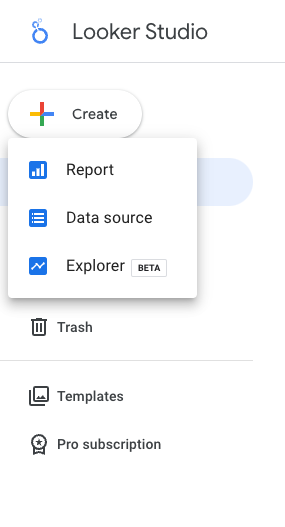 Looker Studio
Create
Report
Data source
Explorer BETA
Trash
Templates
Pro subscription